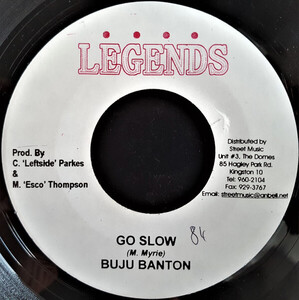 LEGENDS
Prod. By
C. 'Leftside' Parkes
&
M. 'Esco' Thompson
Distributed by
Street Music
Unit #3, The Domes
85 Hagley Park Rd.
Kingston 10
Tel: 960-2104
Fax: 929-3767
Email: streetmusic@anbell.net
GO SLOW
(M. Myrie)
BUJU BANTON